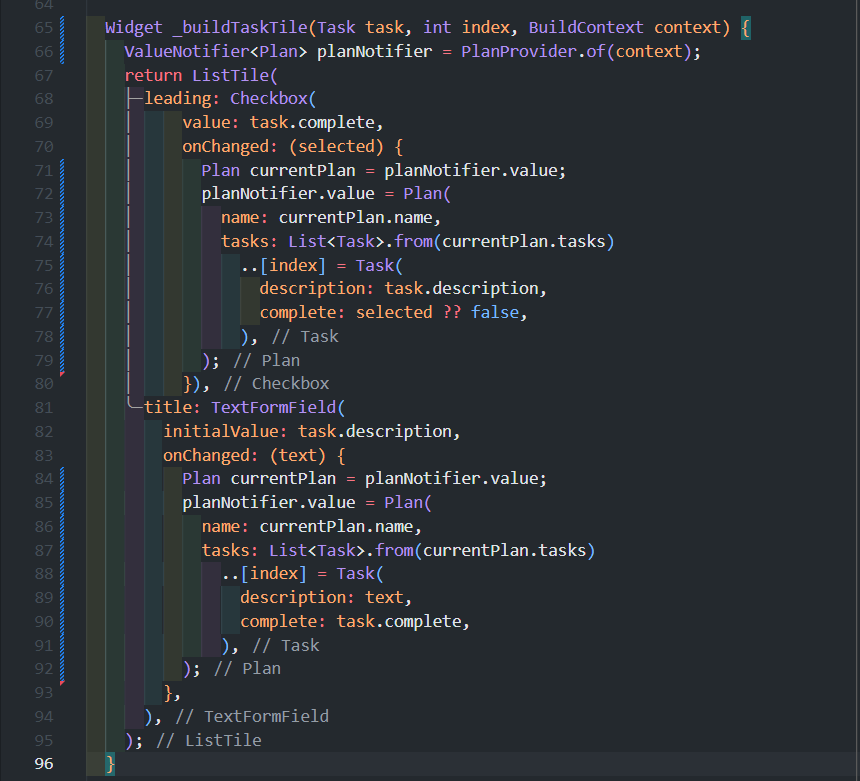 64
65 Widget _buildTaskTile(Task task, int index, BuildContext context) {
66 ValueNotifier<Plan> planNotifier = PlanProvider.of(context);
67 return ListTile(
68 leading: Checkbox(
69 value: task.complete,
70 onChanged: (selected) {
71 Plan currentPlan = planNotifier.value;
72 planNotifier.value = Plan(
73 name: currentPlan.name,
74 tasks: List<Task>.from(currentPlan.tasks)
75 ..[index] = Task(
76 description: task.description,
77 complete: selected ?? false,
78 ), // Task
79 ); // Plan
80 }), // Checkbox
81 title: TextFormField(
82 initialValue: task.description,
83 onChanged: (text) {
84 Plan currentPlan = planNotifier.value;
85 planNotifier.value = Plan(
86 name: currentPlan.name,
87 tasks: List<Task>.from(currentPlan.tasks)
88 ..[index] = Task(
89 description: text,
90 complete: task.complete,
91 ), // Task
92 ); // Plan
93 },
94 ), // TextFormField
95 ); // ListTile
96 }